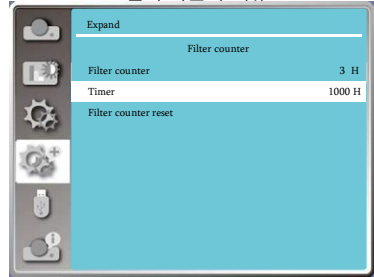 Expand
Filter counter
Filter counter 3 H
Timer 1000 H
Filter counter reset